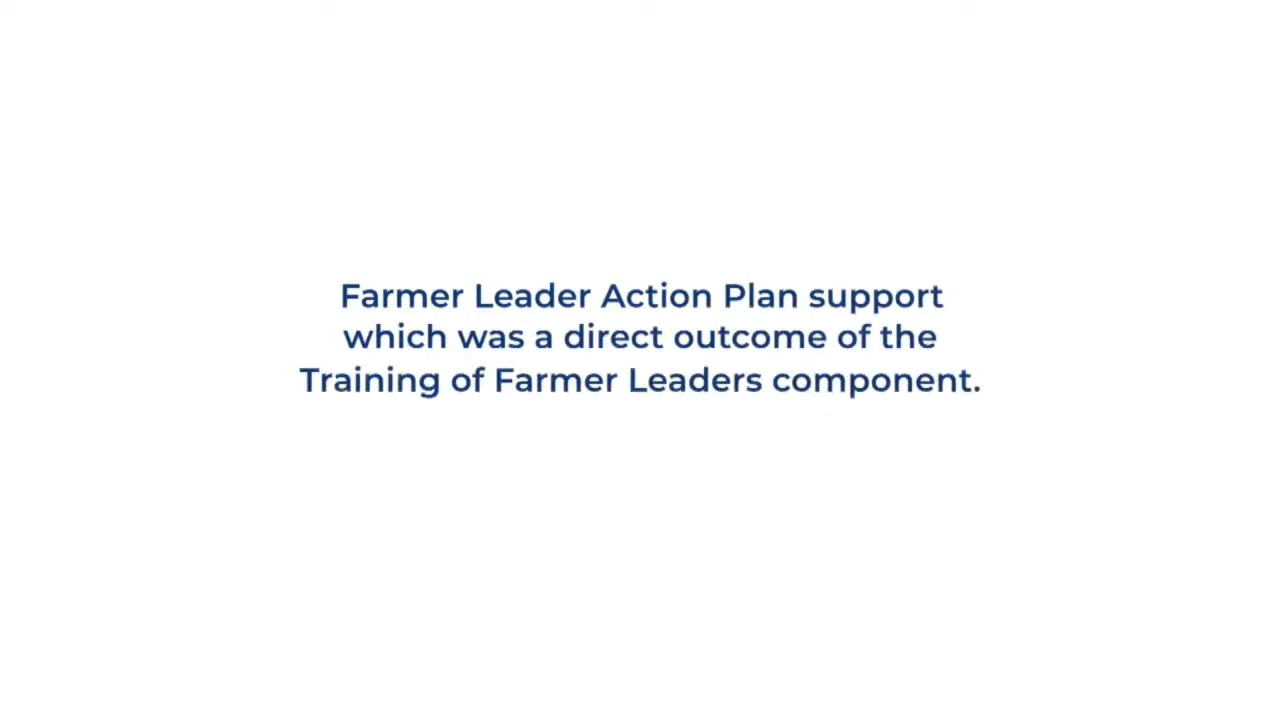 Farmer Leader Action Plan support
which was a direct outcome of the
Training of Farmer Leaders component.